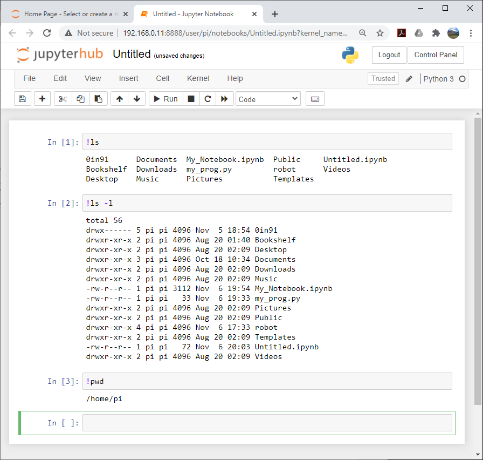 Home Page - Select or create a n
Untitled - Jupyter Notebook
Not secure | 192.168.0.11:8888/user/pi/notebooks/Untitled.ipynb?kernel_name...
jupyterhub Untitled (unsaved changes) Logout Control Panel
File Edit View Insert Cell Kernel Help Trusted Python 3
Run Code
In [1]: !ls
0in91 Documents My_Notebook.ipynb Public Untitled.ipynb
Bookshelf Downloads my_prog.py robot Videos
Desktop Music Pictures Templates
In [2]: !ls -l
total 56
drwx------ 5 pi pi 4096 Nov 5 18:54 0in91
drwxr-xr-x 2 pi pi 4096 Aug 20 01:40 Bookshelf
drwxr-xr-x 2 pi pi 4096 Aug 20 02:09 Desktop
drwxr-xr-x 3 pi pi 4096 Oct 18 10:34 Documents
drwxr-xr-x 2 pi pi 4096 Aug 20 02:09 Downloads
drwxr-xr-x 2 pi pi 4096 Aug 20 02:09 Music
-rw-r--r-- 1 pi pi 3112 Nov 6 19:54 My_Notebook.ipynb
-rw-r--r-- 1 pi pi 33 Nov 6 19:33 my_prog.py
drwxr-xr-x 2 pi pi 4096 Aug 20 02:09 Pictures
drwxr-xr-x 2 pi pi 4096 Aug 20 02:09 Public
drwxr-xr-x 4 pi pi 4096 Nov 6 17:33 robot
drwxr-xr-x 2 pi pi 4096 Aug 20 02:09 Templates
-rw-r--r-- 1 pi pi 72 Nov 6 20:03 Untitled.ipynb
drwxr-xr-x 2 pi pi 4096 Aug 20 02:09 Videos
In [3]: !pwd
/home/pi
In [ ]: